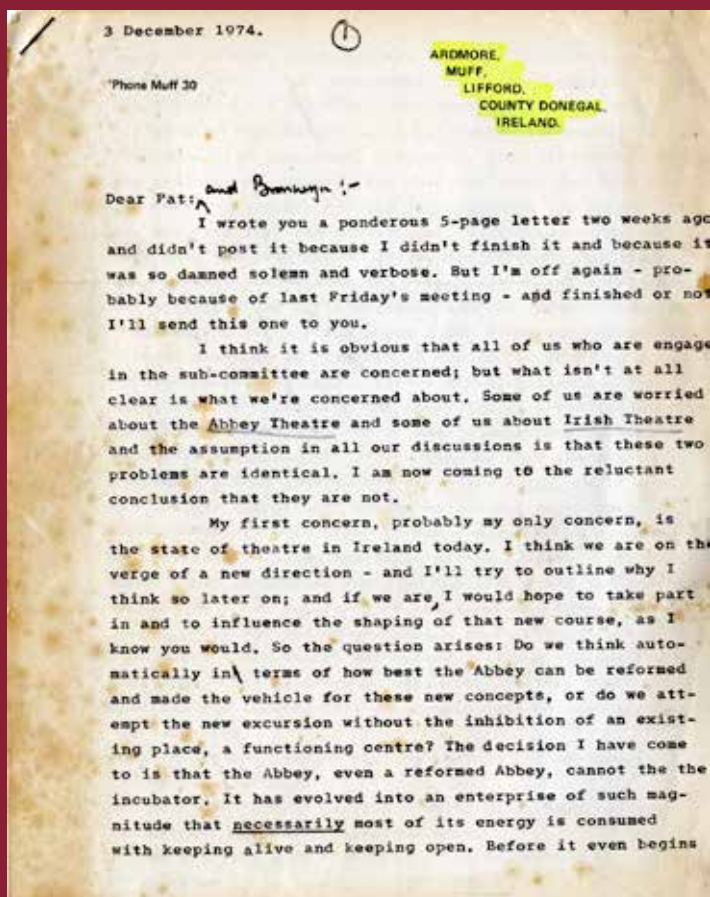 3 December 1974.
1
ARDMORE,
MUFF,
LIFFORD,
COUNTY DONEGAL,
IRELAND.
'Phone Muff 30
and Bronwyn :-
Dear Pat:
I wrote you a ponderous 5-page letter two weeks ago
and didn't post it because I didn't finish it and because it
was so damned solemn and verbose. But I'm off again - pro-
bably because of last Friday's meeting - and finished or not
I'll send this one to you.
I think it is obvious that all of us who are engage
in the sub-committee are concerned; but what isn't at all
clear is what we're concerned about. Some of us are worried
about the Abbey Theatre and some of us about Irish Theatre
and the assumption in all our discussions is that these two
problems are identical. I am now coming to the reluctant
conclusion that they are not.
My first concern, probably my only concern, is
the state of theatre in Ireland today. I think we are on the
verge of a new direction - and I'll try to outline why I
think so later on; and if we are, I would hope to take part
in and to influence the shaping of that new course, as I
know you would. So the question arises: Do we think auto-
matically in terms of how best the Abbey can be reformed
and made the vehicle for these new concepts, or do we att-
empt the new excursion without the inhibition of an exist-
ing place, a functioning centre? The decision I have come
to is that the Abbey, even a reformed Abbey, cannot the the
incubator. It has evolved into an enterprise of such mag-
nitude that necessarily most of its energy is consumed
with keeping alive and keeping open. Before it even begins